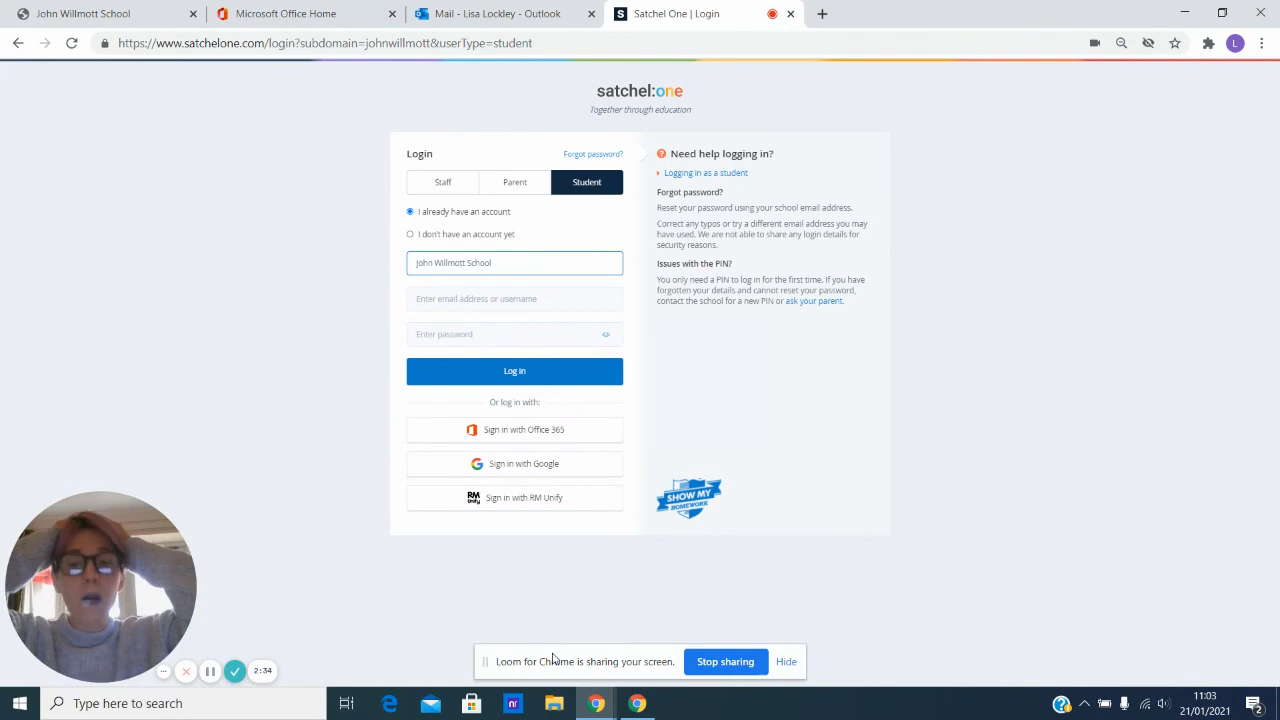 John Willmott School
Microsoft Office Home
Mail - Lisa Lockley - Outlook
Satchel One | Login
https://www.satchelone.com/login?subdomain=johnwillmott&userType=student
L
satchel:one
Together through education
Login
Forgot password?
Staff
Parent
Student
I already have an account
I don't have an account yet
John Willmott School
Enter email address or username
Enter password
Log in
Or log in with:
Sign in with Office 365
Sign in with Google
RM Unify
Sign in with RM Unify
Need help logging in?
Logging in as a student
Forgot password?
Reset your password using your school email address.
Correct any typos or try a different email address you may
have used. We are not able to share any login details for
security reasons.
Issues with the PIN?
You only need a PIN to log in for the first time. If you have
forgotten your details and cannot reset your password,
contact the school for a new PIN or ask your parent.
SHOW MY
HOMEWORK
2:34
Loom for Chrome is sharing your screen.
Stop sharing
Hide
Type here to search
11:03
21/01/2021
2